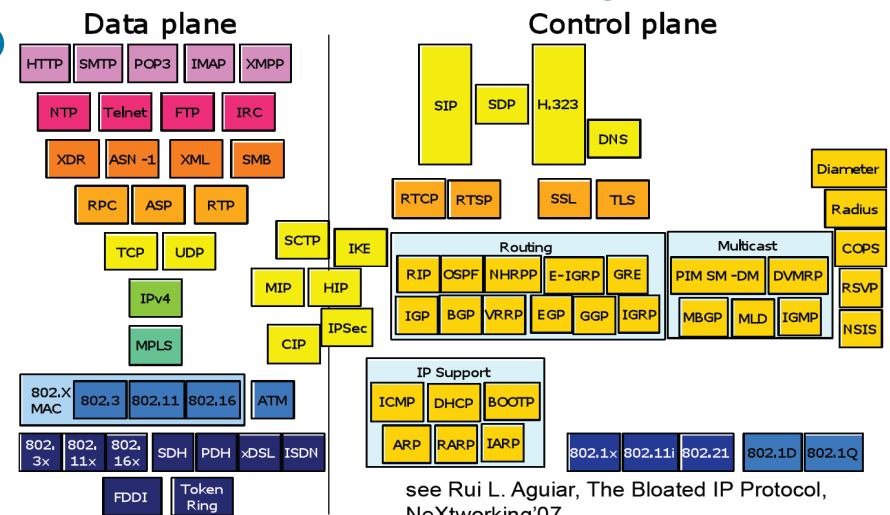 Data plane
Control plane
HTTP SMTP POP3 IMAP XMPP
NTP Telnet FTP IRC
XDR ASN -1 XML SMB
RPC ASP RTP
TCP UDP
SCTP
IPv4
MIP HIP
MPLS
CIP
IPSec
IKE
802.X
MAC
802.3 802.11 802.16
ATM
802.
3x
802.
11x
802.
16x
SDH PDH xDSL ISDN
FDDI
Token
Ring
SIP SDP H.323
DNS
RTCP RTSP SSL TLS
Diameter
Radius
COPS
RSVP
NSIS
Routing
RIP OSPF NHRPP E-IGRP GRE
IGP BGP VRRP EGP GGP IGRP
Multicast
PIM SM -DM DVMRP
MBGP MLD IGMP
IP Support
ICMP DHCP BOOTP
ARP RARP IARP
802.1x 802.11i 802.21 802.1D 802.1Q
see Rui L. Aguiar, The Bloated IP Protocol,
NeXtworking'07